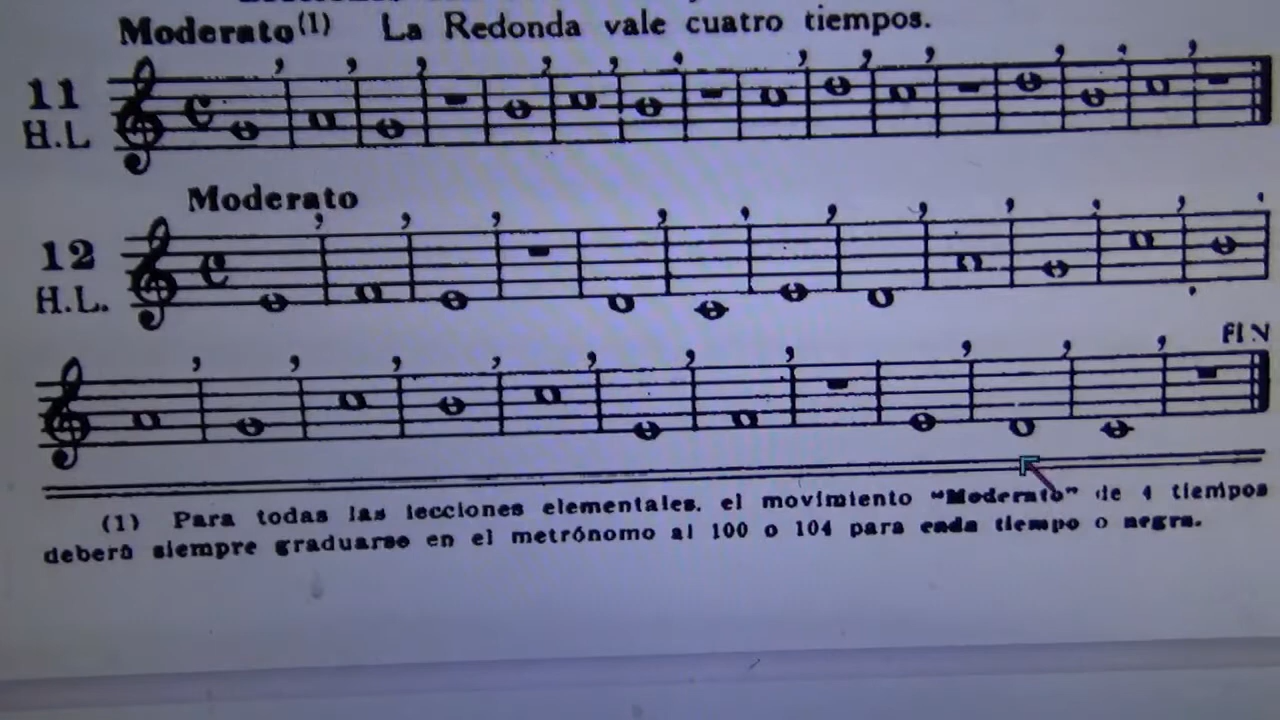 Moderato(1) La Redonda vale cuatro tiempos.
11
H.L
Moderato
12
H.L.
FIN
(1) Para todas las lecciones elementales, el movimiento "Moderato" de 4 tiempos
deberá siempre graduarse en el metrónomo al 100 o 104 para cada tiempo o negra.